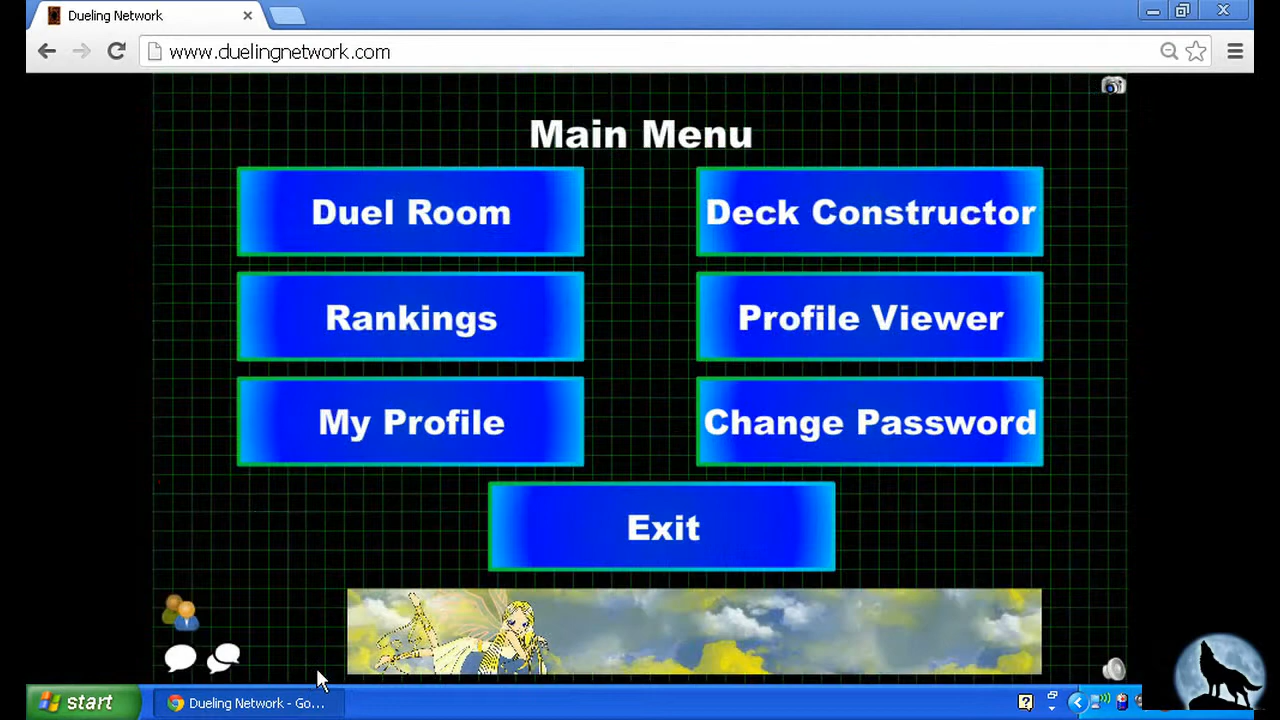 Dueling Network
www.duelingnetwork.com
Main Menu
Duel Room
Deck Constructor
Rankings
Profile Viewer
My Profile
Change Password
Exit
start
Dueling Network - Go...